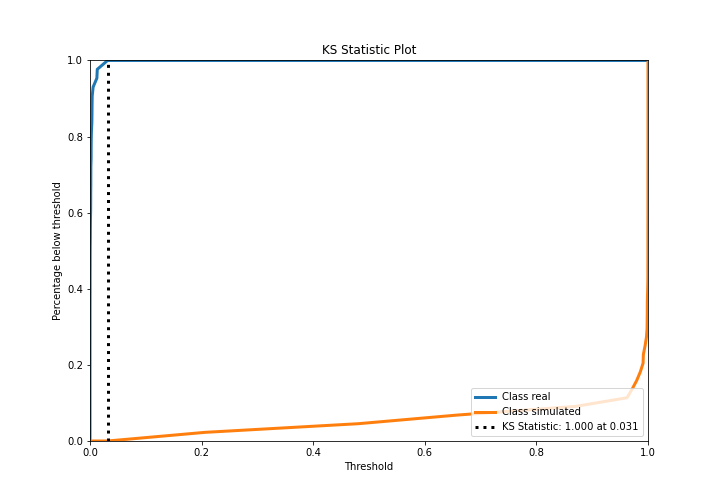 KS Statistic Plot
1.0
0.8
0.6
0.4
0.2
0.0
Percentage below threshold
0.0 0.2 0.4 0.6 0.8 1.0
Threshold
Class real
Class simulated
KS Statistic: 1.000 at 0.031